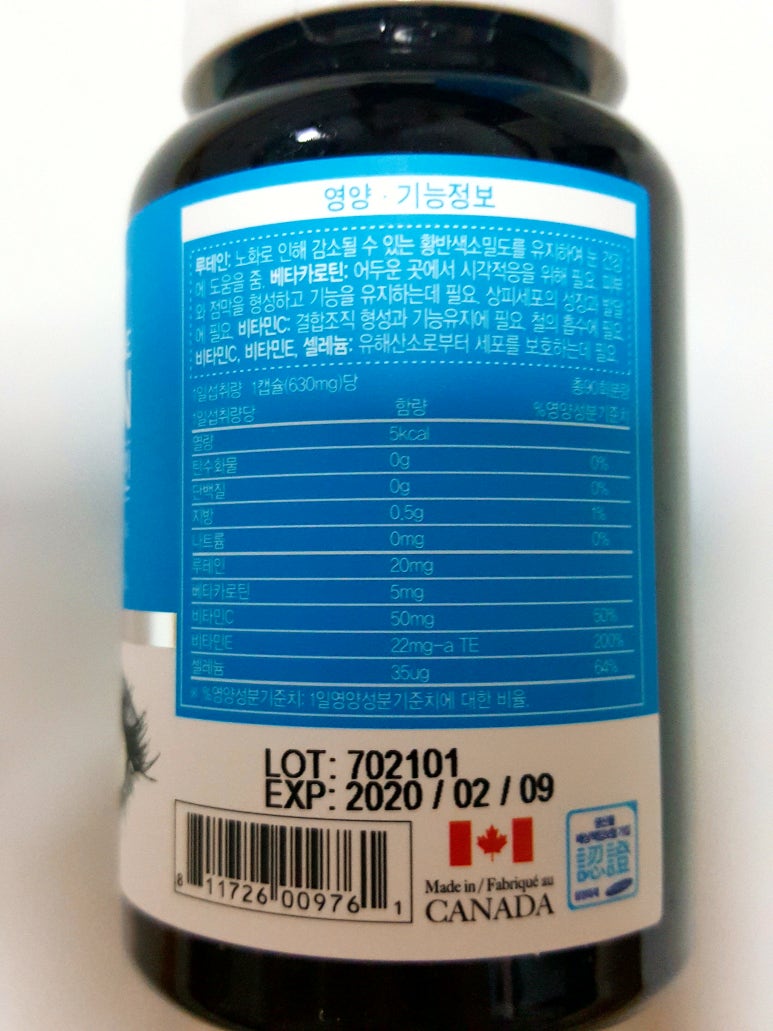 영양 · 기능정보
루테인: 노화로 인해 감소될 수 있는 황반색소밀도를 유지하여 눈 건강
에 도움을 줌. 베타카로틴: 어두운 곳에서 시각적응을 위해 필요. 피부
와 점막을 형성하고 기능을 유지하는데 필요. 상피세포의 성장과 발달
에 필요. 비타민C: 결합조직 형성과 기능유지에 필요. 철의 흡수에 필요.
비타민C, 비타민E, 셀레늄: 유해산소로부터 세포를 보호하는데 필요.
1일섭취량 1캡슐(630mg)당 총90회분량
1일섭취량당 함량 %영양성분기준치
열량 5kcal
탄수화물 0g 0%
단백질 0g 0%
지방 0.5g 1%
나트륨 0mg 0%
루테인 20mg
베타카로틴 5mg
비타민C 50mg 50%
비타민E 22mg-a TE 200%
셀레늄 35ug 64%
※ %영양성분기준치: 1일영양성분기준치에 대한 비율.
LOT: 702101
EXP: 2020 / 02 / 09
8 11726 00976 1
Made in / Fabriqué au
CANADA
認證